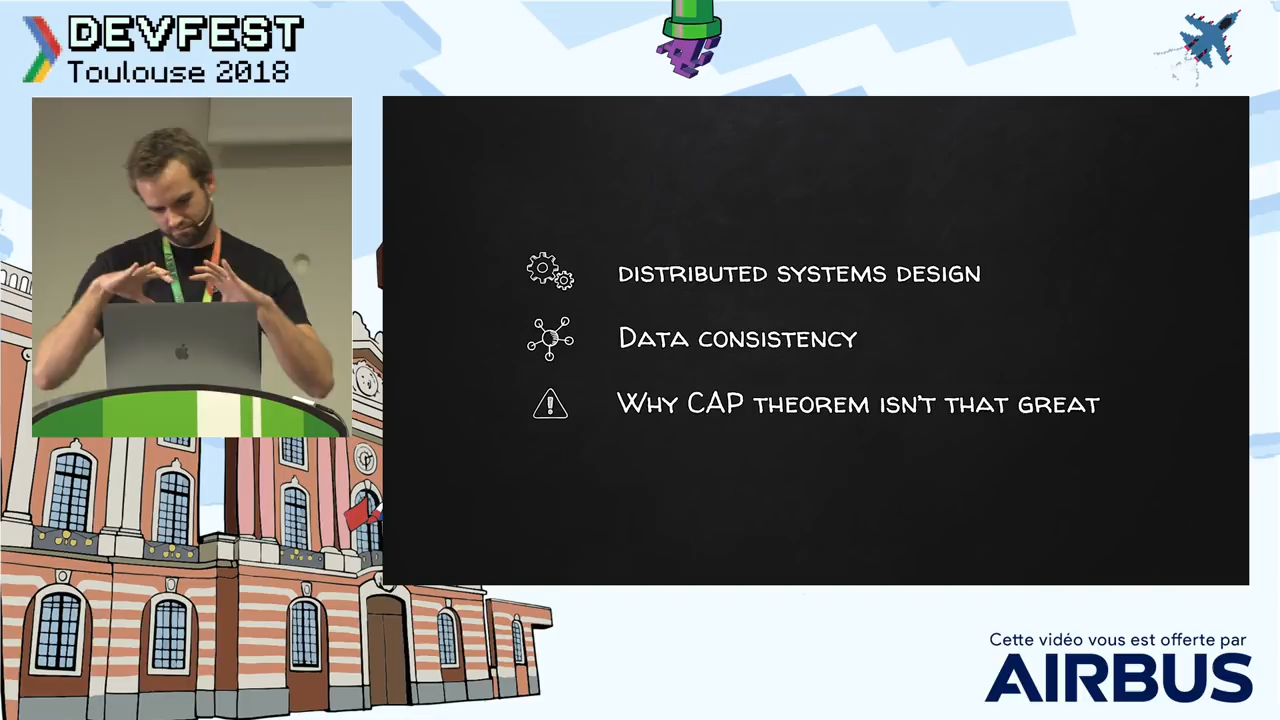 DEVFEST
Toulouse 2018
DISTRIBUTED SYSTEMS DESIGN
DATA CONSISTENCY
WHY CAP THEOREM ISN'T THAT GREAT
Cette vidéo vous est offerte par
AIRBUS